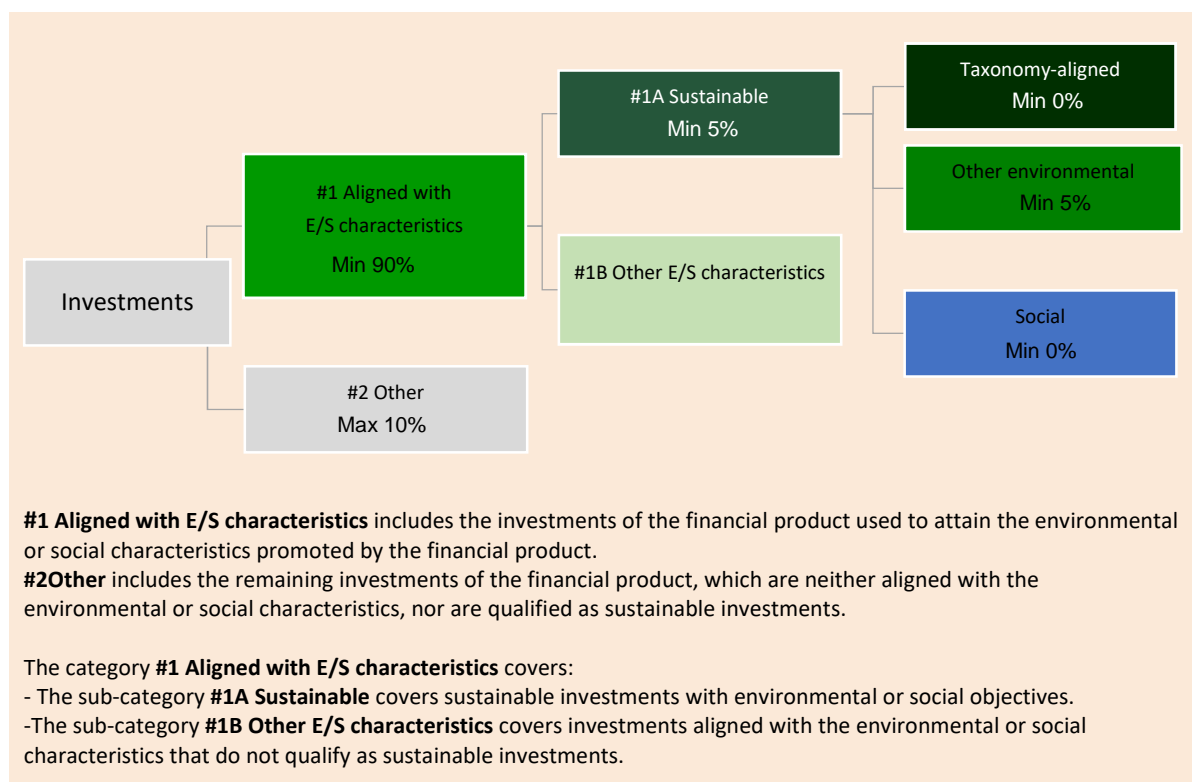 Investments
#1 Aligned with
E/S characteristics
Min 90%
#2 Other
Max 10%
#1A Sustainable
Min 5%
#1B Other E/S characteristics
Taxonomy-aligned
Min 0%
Other environmental
Min 5%
Social
Min 0%
#1 Aligned with E/S characteristics includes the investments of the financial product used to attain the environmental
or social characteristics promoted by the financial product.
#2Other includes the remaining investments of the financial product, which are neither aligned with the
environmental or social characteristics, nor are qualified as sustainable investments.
The category #1 Aligned with E/S characteristics covers:
- The sub-category #1A Sustainable covers sustainable investments with environmental or social objectives.
-The sub-category #1B Other E/S characteristics covers investments aligned with the environmental or social
characteristics that do not qualify as sustainable investments.